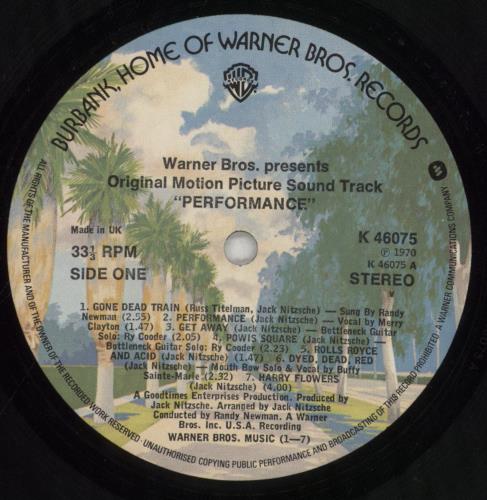 BURBANK, HOME OF WARNER BROS. RECORDS
Warner Bros. presents
Original Motion Picture Sound Track
"PERFORMANCE"
Made in UK
33⅓ RPM
SIDE ONE
K 46075
℗ 1970
K 46075 A
STEREO
1. GONE DEAD TRAIN (Russ Titelman, Jack Nitzsche) — Sung By Randy
Newman (2.55) 2. PERFORMANCE (Jack Nitzsche) — Vocal by Merry
Clayton (1.47) 3. GET AWAY (Jack Nitzsche) — Bottleneck Guitar
Solo: Ry Cooder (2.05) 4. POWIS SQUARE (Jack Nitzsche) —
Bottleneck Guitar Solo: Ry Cooder (2.23) 5. ROLLS ROYCE
AND ACID (Jack Nitzsche) (1.47) 6. DYED, DEAD, RED
(Jack Nitzsche) — Mouth Bow Solo & Vocal by Buffy
Sainte-Marie (2.32) 7. HARRY FLOWERS
(Jack Nitzsche) (4.00)
A Goodtimes Enterprises Production. Produced by
Jack Nitzsche. Arranged by Jack Nitzsche
Conducted by Randy Newman. A Warner
Bros. Inc. U.S.A. Recording
WARNER BROS. MUSIC (1—7)
ALL RIGHTS OF THE MANUFACTURER AND OF THE OWNER OF THE RECORDED WORK RESERVED · UNAUTHORISED COPYING PUBLIC PERFORMANCE AND BROADCASTING OF THIS RECORD PROHIBITED · A WARNER COMMUNICATIONS COMPANY